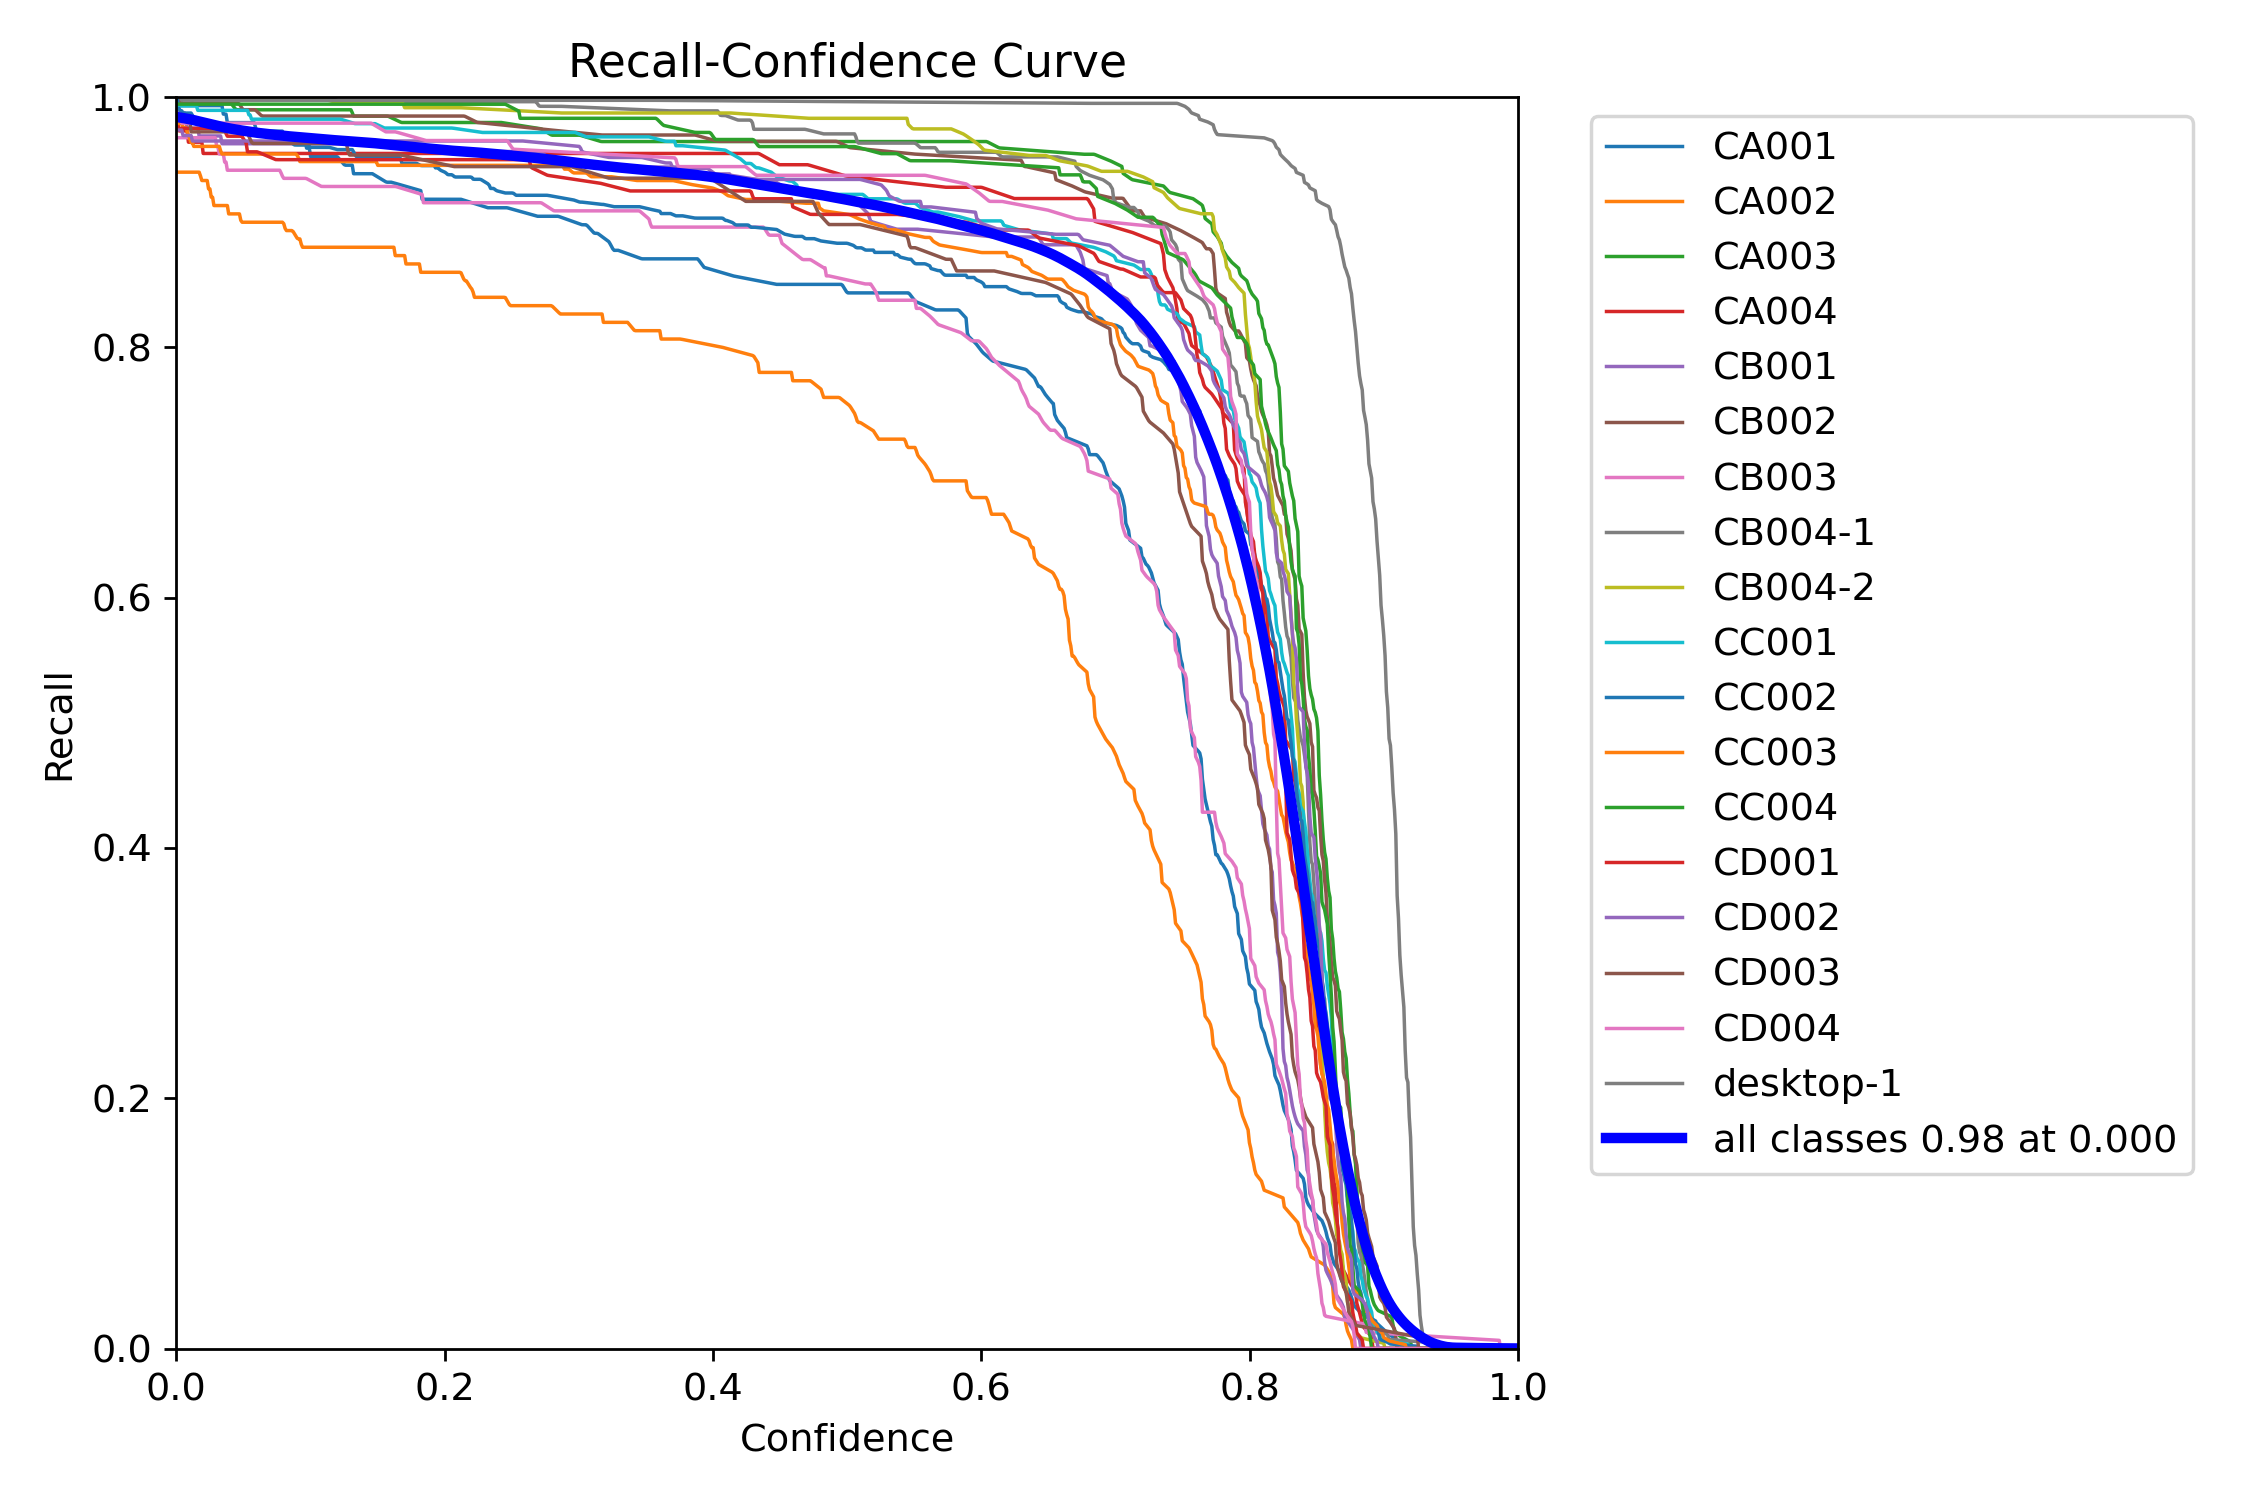 Recall-Confidence Curve
1.0
0.8
0.6
0.4
0.2
0.0
Recall
0.0 0.2 0.4 0.6 0.8 1.0
Confidence
CA001
CA002
CA003
CA004
CB001
CB002
CB003
CB004-1
CB004-2
CC001
CC002
CC003
CC004
CD001
CD002
CD003
CD004
desktop-1
all classes 0.98 at 0.000